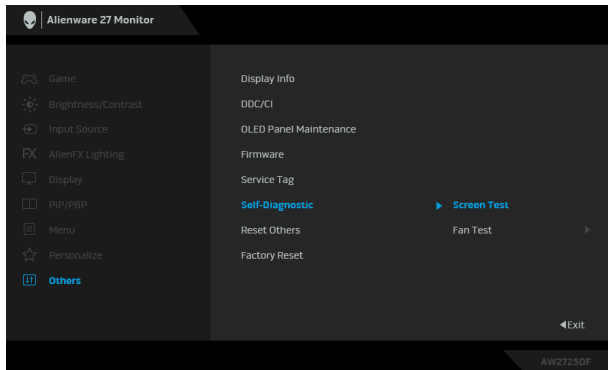 Alienware 27 Monitor
Game
Brightness/Contrast
Input Source
AlienFX Lighting
Display
PIP/PBP
Menu
Personalize
Others
Display Info
DDC/CI
OLED Panel Maintenance
Firmware
Service Tag
Self-Diagnostic
Reset Others
Factory Reset
Screen Test
Fan Test
Exit
AW2725DF